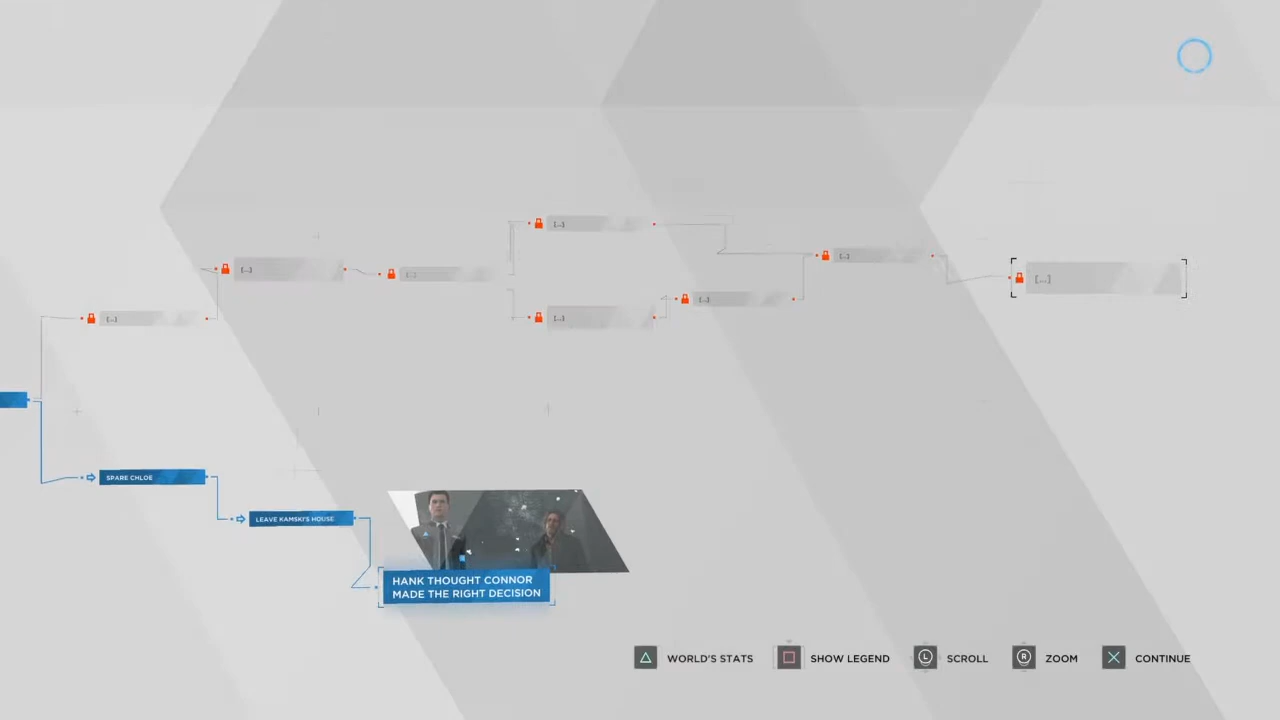 [...]
[...]
[...]
[...]
[...]
[...]
[...]
[...]
SPARE CHLOE
LEAVE KAMSKI'S HOUSE
HANK THOUGHT CONNOR
MADE THE RIGHT DECISION
WORLD'S STATS
SHOW LEGEND
L
SCROLL
R
ZOOM
CONTINUE